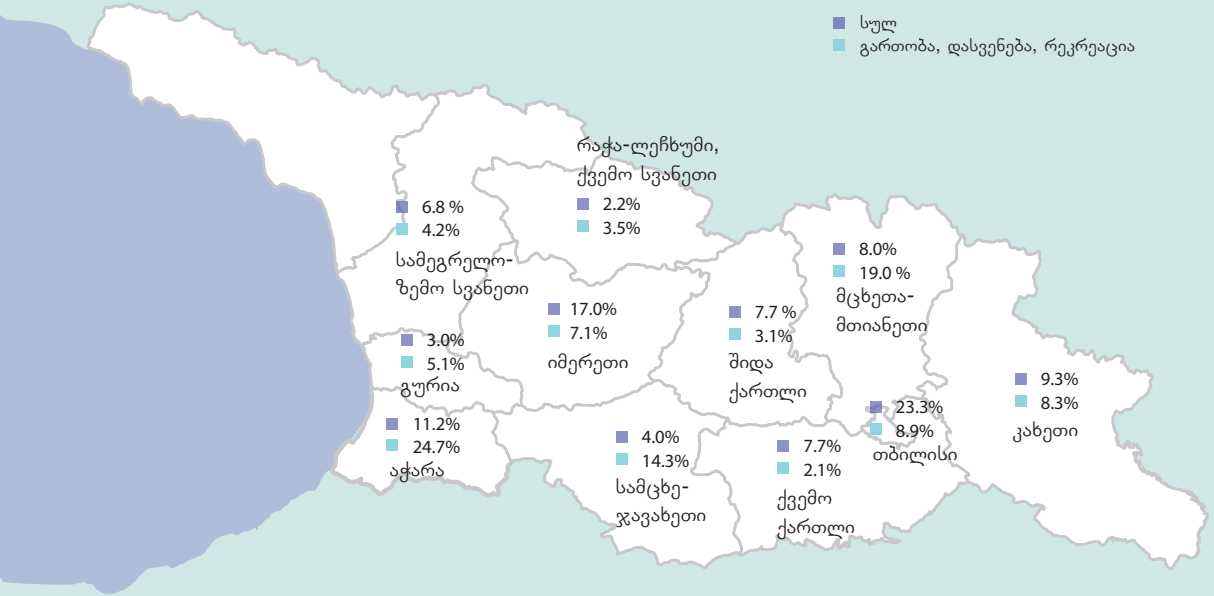 სულ
გართობა, დასვენება, რეკრეაცია
რაჭა-ლეჩხუმი,
ქვემო სვანეთი
2.2%
3.5%
6.8 %
4.2%
სამეგრელო-
ზემო სვანეთი
8.0%
19.0 %
მცხეთა-
მთიანეთი
17.0%
7.1%
იმერეთი
7.7 %
3.1%
შიდა
ქართლი
3.0%
5.1%
გურია
9.3%
8.3%
კახეთი
23.3%
8.9%
თბილისი
11.2%
24.7%
აჭარა
4.0%
14.3%
სამცხე-
ჯავახეთი
7.7%
2.1%
ქვემო
ქართლი